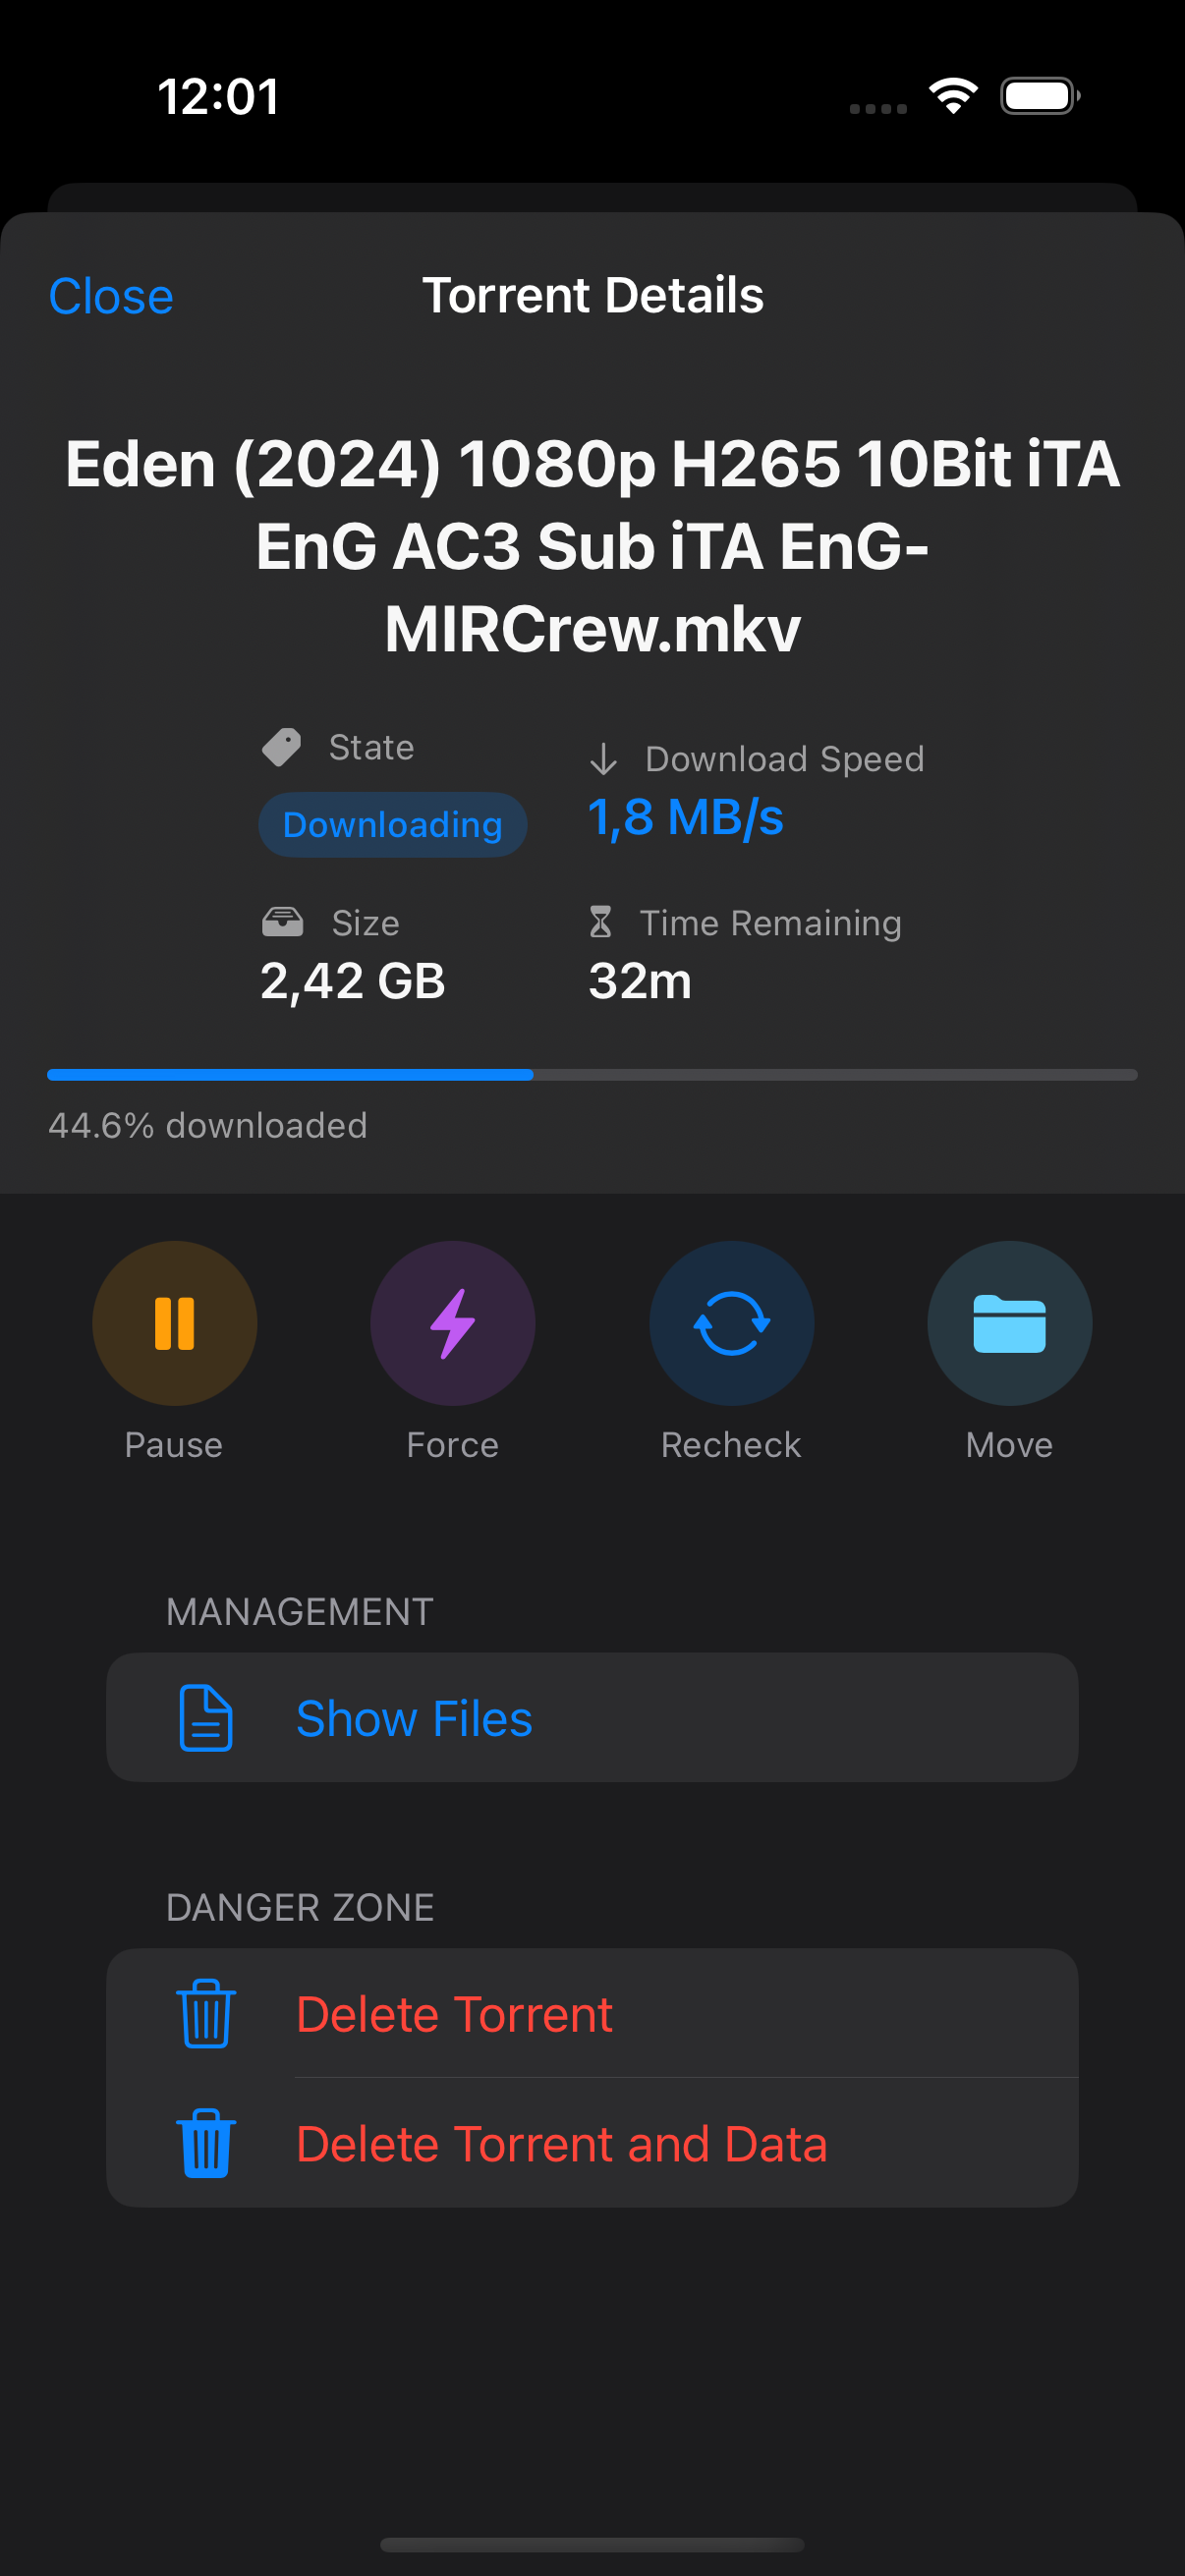 12:01
Close
Torrent Details
Eden (2024) 1080p H265 10Bit iTA
EnG AC3 Sub iTA EnG-
MIRCrew.mkv
State
Download Speed
Downloading
1,8 MB/s
Size
Time Remaining
2,42 GB
32m
44.6% downloaded
Pause
Force
Recheck
Move
MANAGEMENT
Show Files
DANGER ZONE
Delete Torrent
Delete Torrent and Data